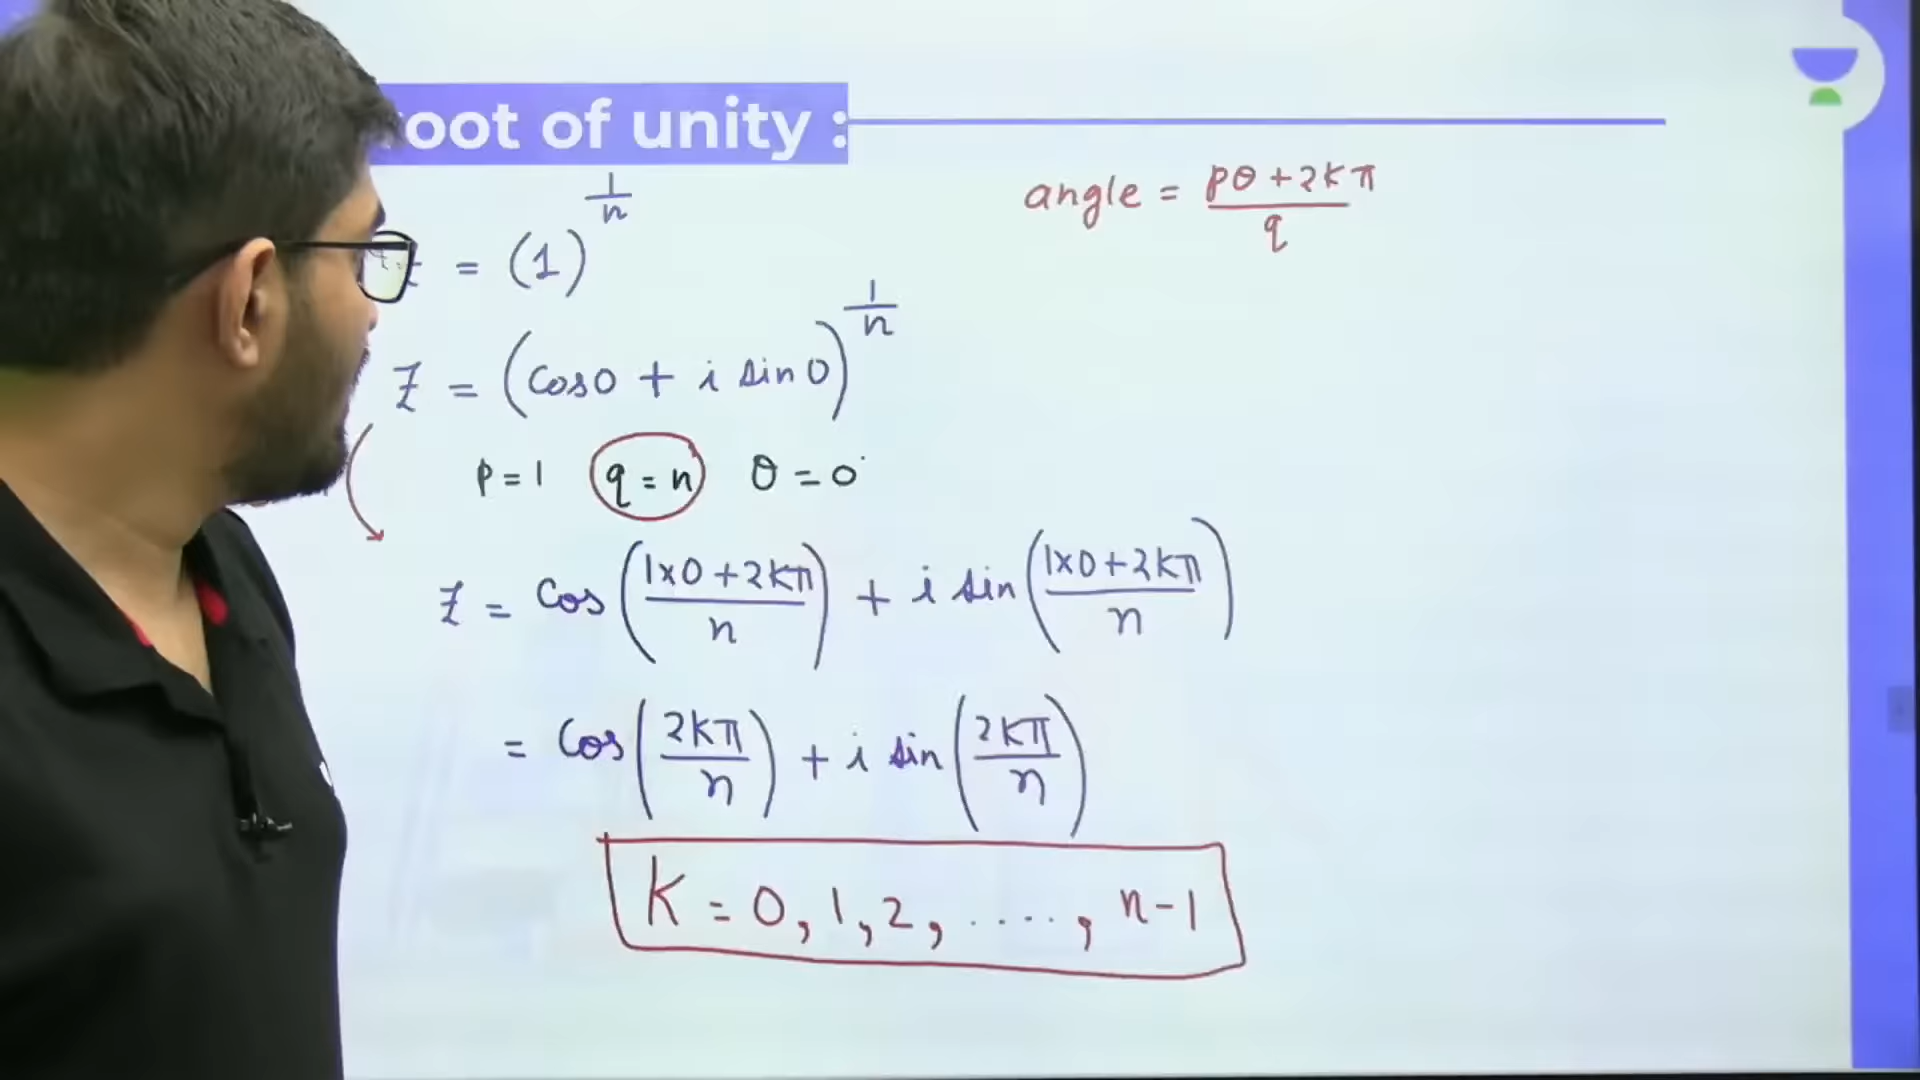 oot of unity :
angle = pθ + 2kπ / q
z = (1)^1/n
z = (cos0 + i sin0)^1/n
p = 1 q = n θ = 0
z = cos(1×0 + 2kπ / n) + i sin(1×0 + 2kπ / n)
= cos(2kπ / n) + i sin(2kπ / n)
K = 0, 1, 2, ...., n-1